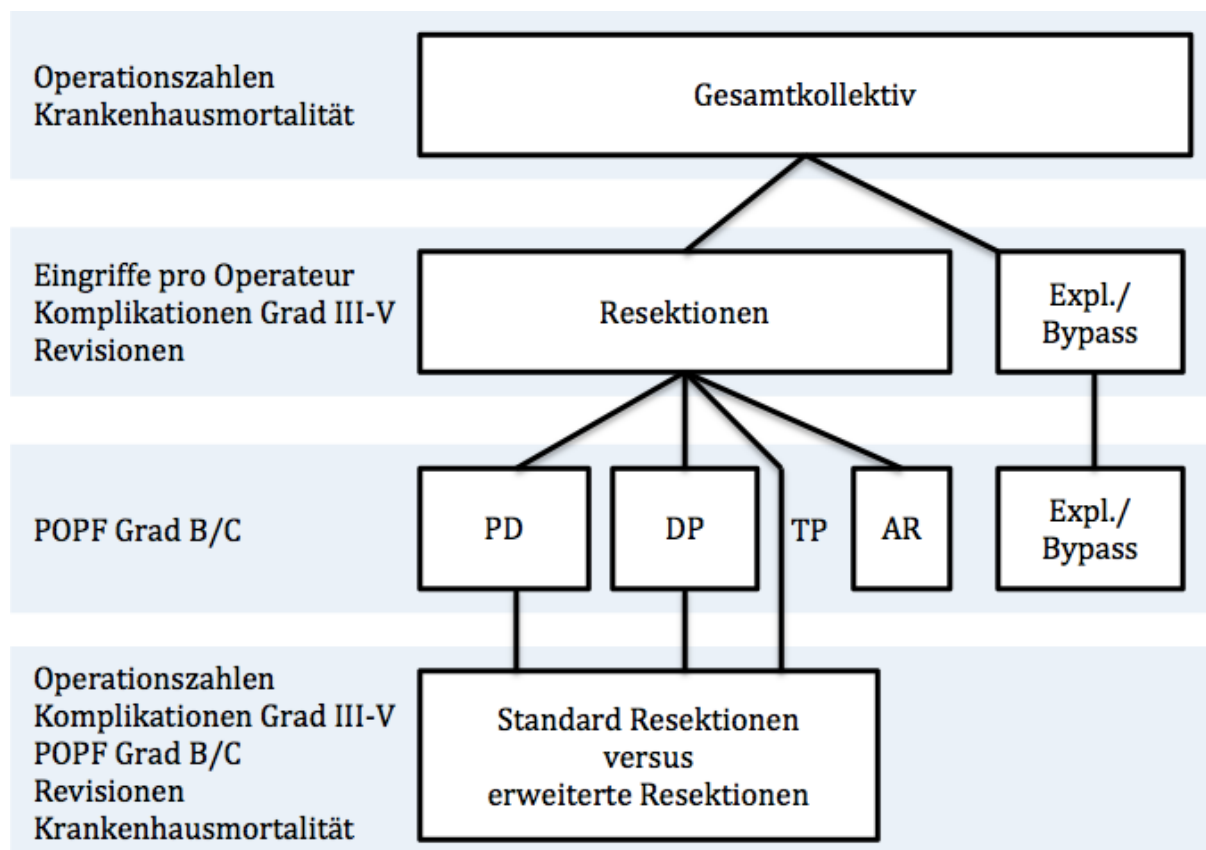 Operationszahlen
Krankenhausmortalität
Gesamtkollektiv
Eingriffe pro Operateur
Komplikationen Grad III-V
Revisionen
Resektionen
Expl./
Bypass
POPF Grad B/C
PD
DP
TP
AR
Expl./
Bypass
Operationszahlen
Komplikationen Grad III-V
POPF Grad B/C
Revisionen
Krankenhausmortalität
Standard Resektionen
versus
erweiterte Resektionen